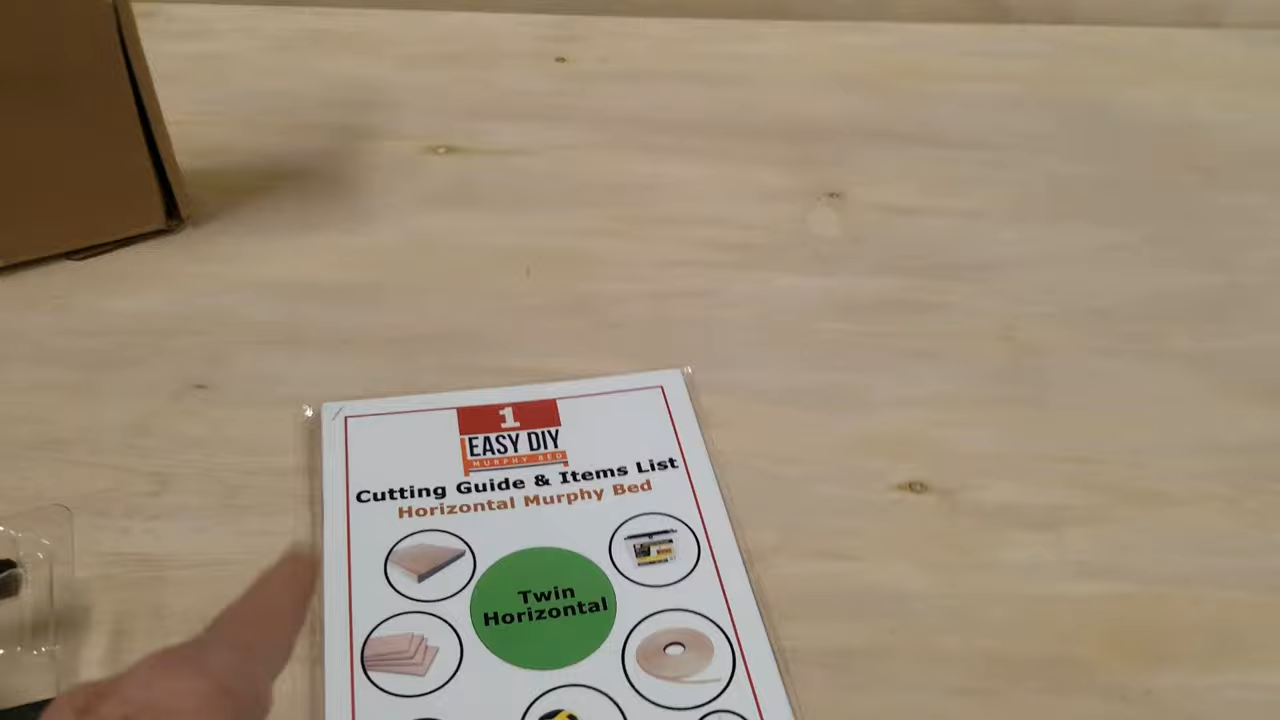 1
EASY DIY
MURPHY BED
Cutting Guide & Items List
Horizontal Murphy Bed
Twin
Horizontal